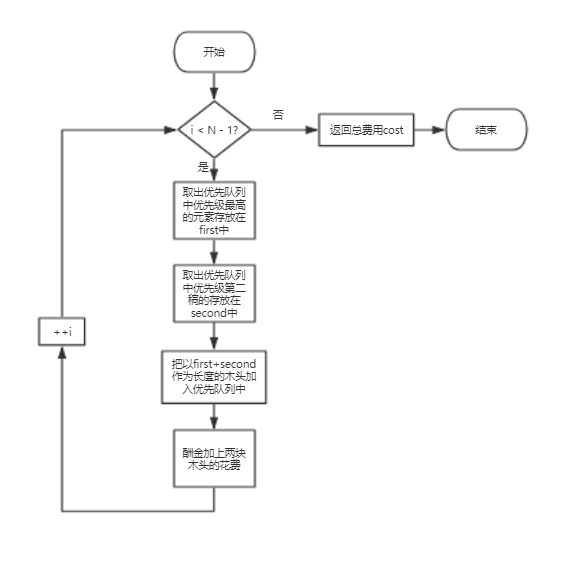 开始
i < N - 1?
否
返回总费用cost
结束
是
取出优先队列
中优先级最高
的元素存放在
first中
取出优先队列
中优先级第二
稿的存放在
second中
++i
把以first+second
作为长度的木头加
入优先队列中
酬金加上两块
木头的花费